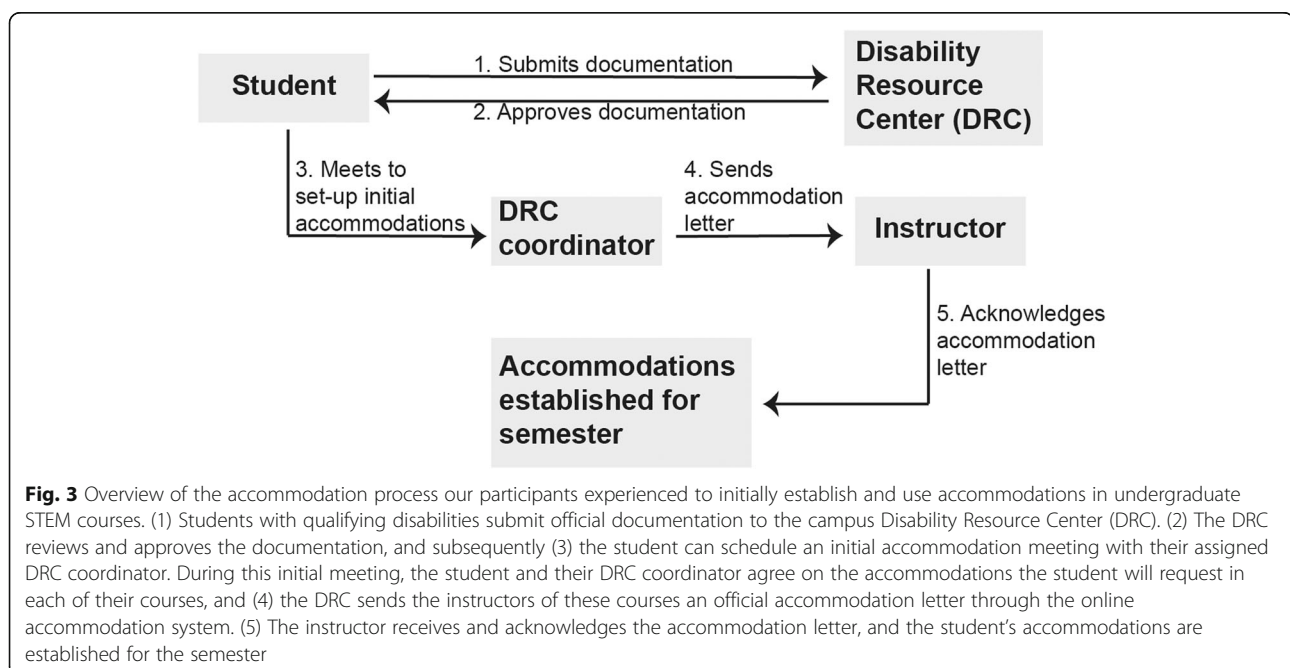 Student
1. Submits documentation
2. Approves documentation
Disability
Resource
Center (DRC)
3. Meets to
set-up initial
accommodations
DRC
coordinator
4. Sends
accommodation
letter
Instructor
5. Acknowledges
accommodation
letter
Accommodations
established for
semester
Fig. 3 Overview of the accommodation process our participants experienced to initially establish and use accommodations in undergraduate
STEM courses. (1) Students with qualifying disabilities submit official documentation to the campus Disability Resource Center (DRC). (2) The DRC
reviews and approves the documentation, and subsequently (3) the student can schedule an initial accommodation meeting with their assigned
DRC coordinator. During this initial meeting, the student and their DRC coordinator agree on the accommodations the student will request in
each of their courses, and (4) the DRC sends the instructors of these courses an official accommodation letter through the online
accommodation system. (5) The instructor receives and acknowledges the accommodation letter, and the student’s accommodations are
established for the semester